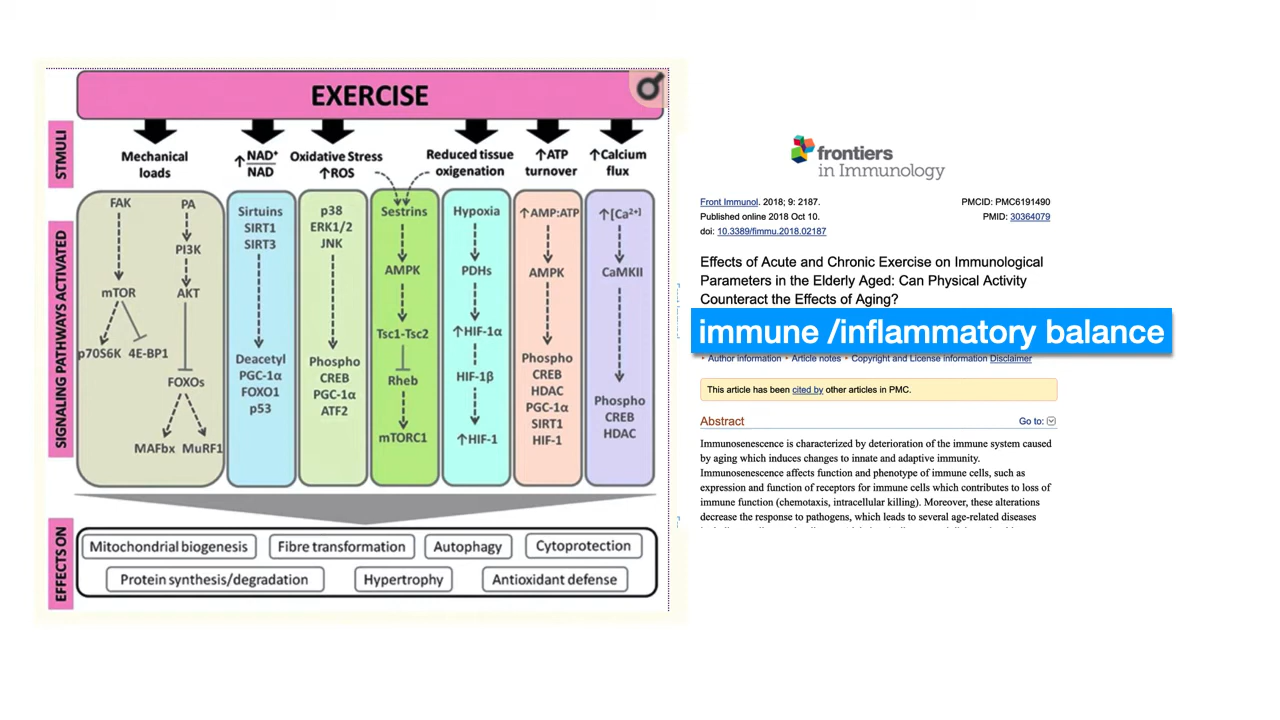 EXERCISE
STMULI
Mechanical
loads
↑NAD⁺
NAD
Oxidative Stress
↑ROS
Reduced tissue
oxigenation
↑ATP
turnover
↑Calcium
flux
SIGNALING PATHWAYS ACTIVATED
FAK
mTOR
p70S6K 4E-BP1
PA
PI3K
AKT
FOXOs
MAFbx MuRF1
Sirtuins
SIRT1
SIRT3
Deacetyl
PGC-1α
FOXO1
p53
p38
ERK1/2
JNK
Phospho
CREB
PGC-1α
ATF2
Sestrins
AMPK
Tsc1-Tsc2
Rheb
mTORC1
Hypoxia
PDHs
↑HIF-1α
HIF-1β
↑HIF-1
↑AMP:ATP
AMPK
Phospho
CREB
HDAC
PGC-1α
SIRT1
HIF-1
↑[Ca²⁺]
CaMKII
Phospho
CREB
HDAC
EFFECTS ON
Mitochondrial biogenesis Fibre transformation Autophagy Cytoprotection
Protein synthesis/degradation Hypertrophy Antioxidant defense
frontiers
in Immunology
Front Immunol. 2018; 9: 2187. PMCID: PMC6191490
Published online 2018 Oct 10. PMID: 30364079
doi: 10.3389/fimmu.2018.02187
Effects of Acute and Chronic Exercise on Immunological
Parameters in the Elderly Aged: Can Physical Activity
Counteract the Effects of Aging?
immune /inflammatory balance
Author information • Article notes • Copyright and License information Disclaimer
This article has been cited by other articles in PMC.
Abstract Go to:
Immunosenescence is characterized by deterioration of the immune system caused
by aging which induces changes to innate and adaptive immunity.
Immunosenescence affects function and phenotype of immune cells, such as
expression and function of receptors for immune cells which contributes to loss of
immune function (chemotaxis, intracellular killing). Moreover, these alterations
decrease the response to pathogens, which leads to several age-related diseases